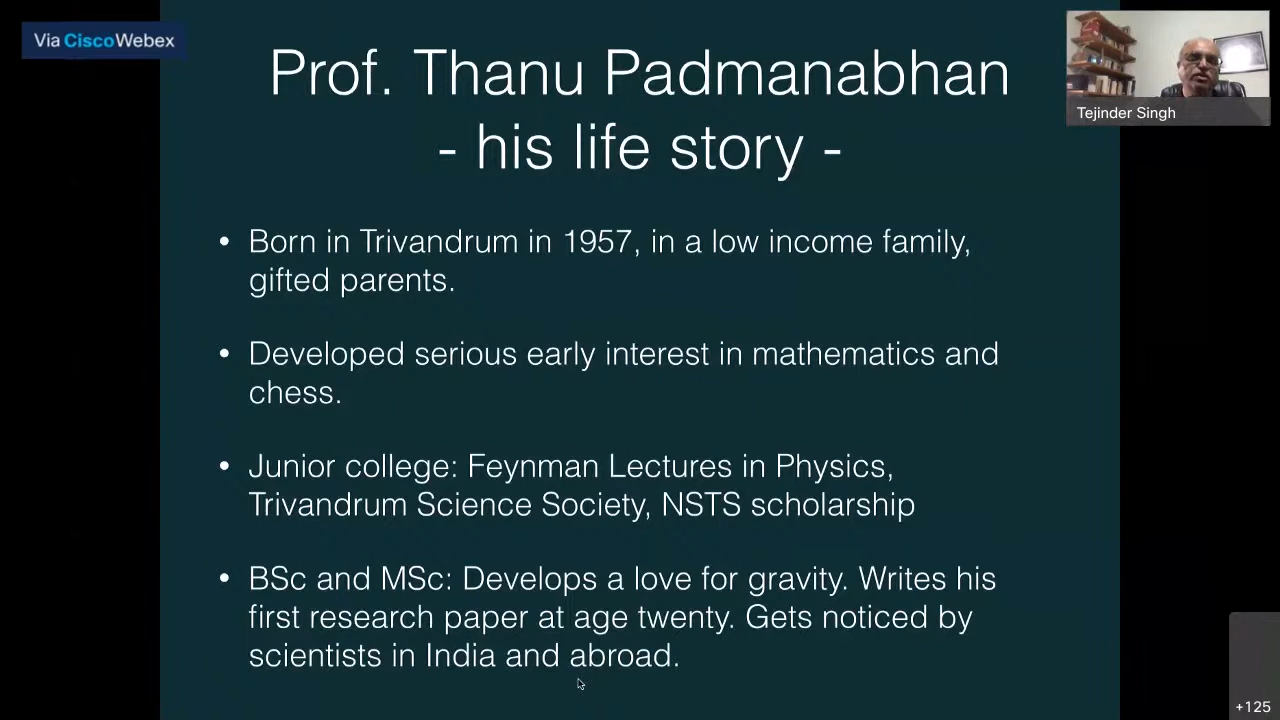 Via CiscoWebex
Prof. Thanu Padmanabhan
- his life story -
Tejinder Singh
• Born in Trivandrum in 1957, in a low income family,
gifted parents.
• Developed serious early interest in mathematics and
chess.
• Junior college: Feynman Lectures in Physics,
Trivandrum Science Society, NSTS scholarship
• BSc and MSc: Develops a love for gravity. Writes his
first research paper at age twenty. Gets noticed by
scientists in India and abroad.
+125